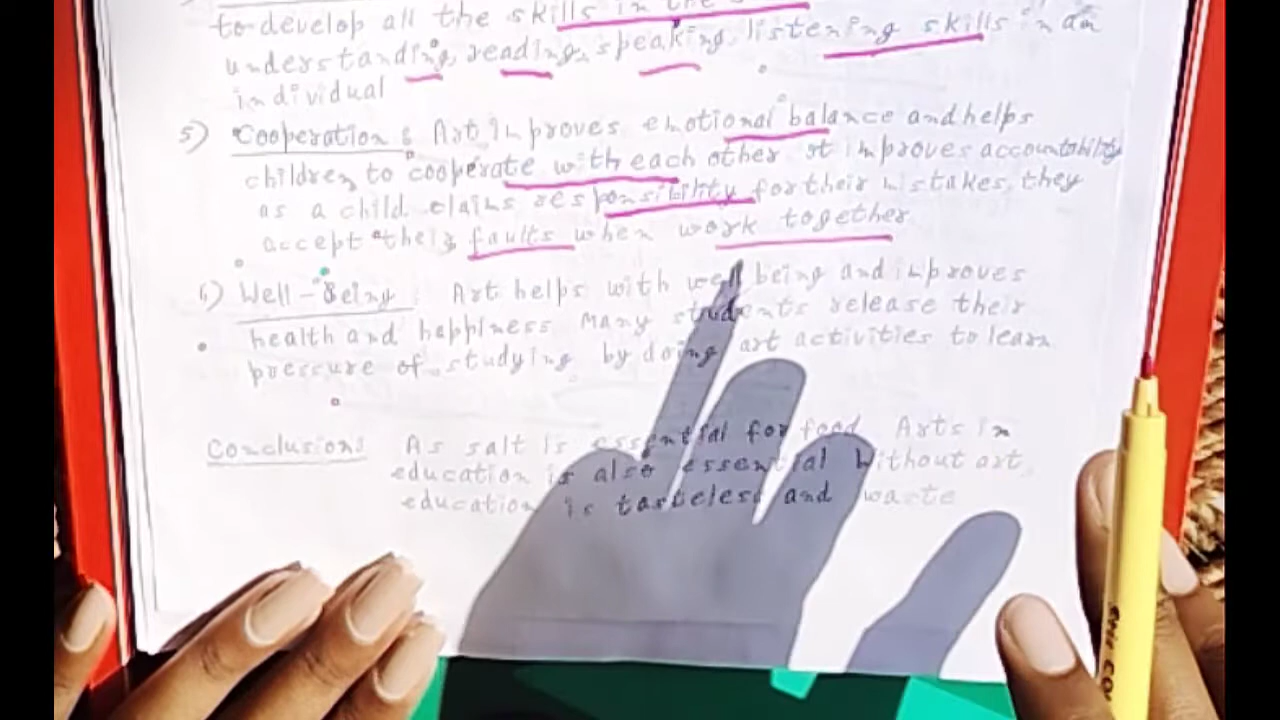 to develop all the skills in the
understanding, reading, speaking, listening skills in an
individual
5) Cooperation : Art improves emotional balance and helps
children to cooperate with each other. It improves accountability
as a child claims responsibility for their mistakes, they
accept their faults when work together
6) Well-Being : Art helps with well being and improves
health and happiness Many students release their
pressure of studying by doing art activities to learn
Conclusion: As salt is essential for food Arts in
education is also essential Without art
education is tasteless and waste